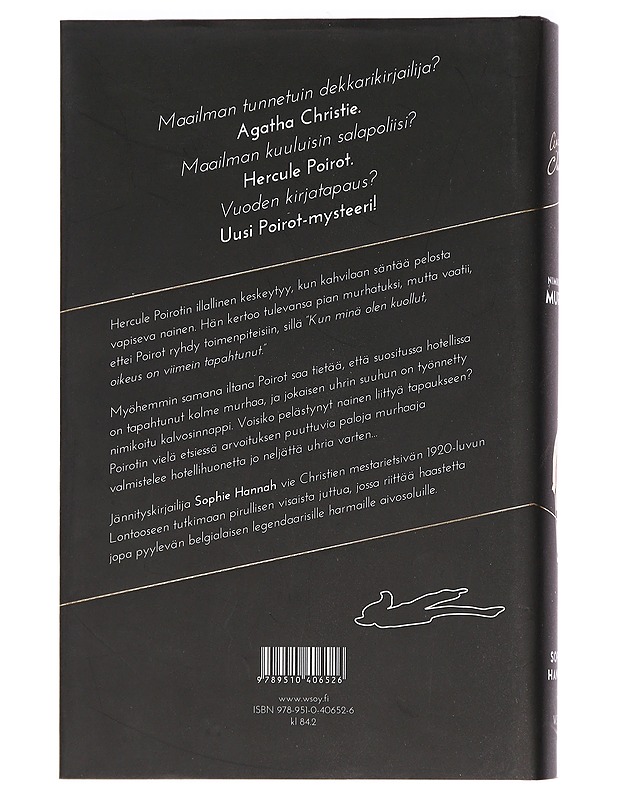 Maailman tunnetuin dekkarikirjailija?
Agatha Christie.
Maailman kuuluisin salapoliisi?
Hercule Poirot.
Vuoden kirjatapaus?
Uusi Poirot-mysteeri!
Hercule Poirotin illallinen keskeytyy, kun kahvilaan säntää pelosta
vapiseva nainen. Hän kertoo tulevansa pian murhatuksi, mutta vaatii,
ettei Poirot ryhdy toimenpiteisiin, sillä "Kun minä olen kuollut,
oikeus on viimein tapahtunut."
Myöhemmin samana iltana Poirot saa tietää, että suositussa hotellissa
on tapahtunut kolme murhaa, ja jokaisen uhrin suuhun on työnnetty
nimikoitu kalvosinnappi. Voisiko pelästynyt nainen liittyä tapaukseen?
Poirotin vielä etsiessä arvoituksen puuttuvia paloja murhaaja
valmistelee hotellihuonetta jo neljättä uhria varten...
Jännityskirjailija Sophie Hannah vie Christien mestarietsivän 1920-luvun
Lontooseen tutkimaan pirullisen visaista juttua, jossa riittää haastetta
jopa pyylevän belgialaisen legendaarisille harmaille aivosoluille.
9789510406526
www.wsoy.fi
ISBN 978-951-0-40652-6
kl 84.2